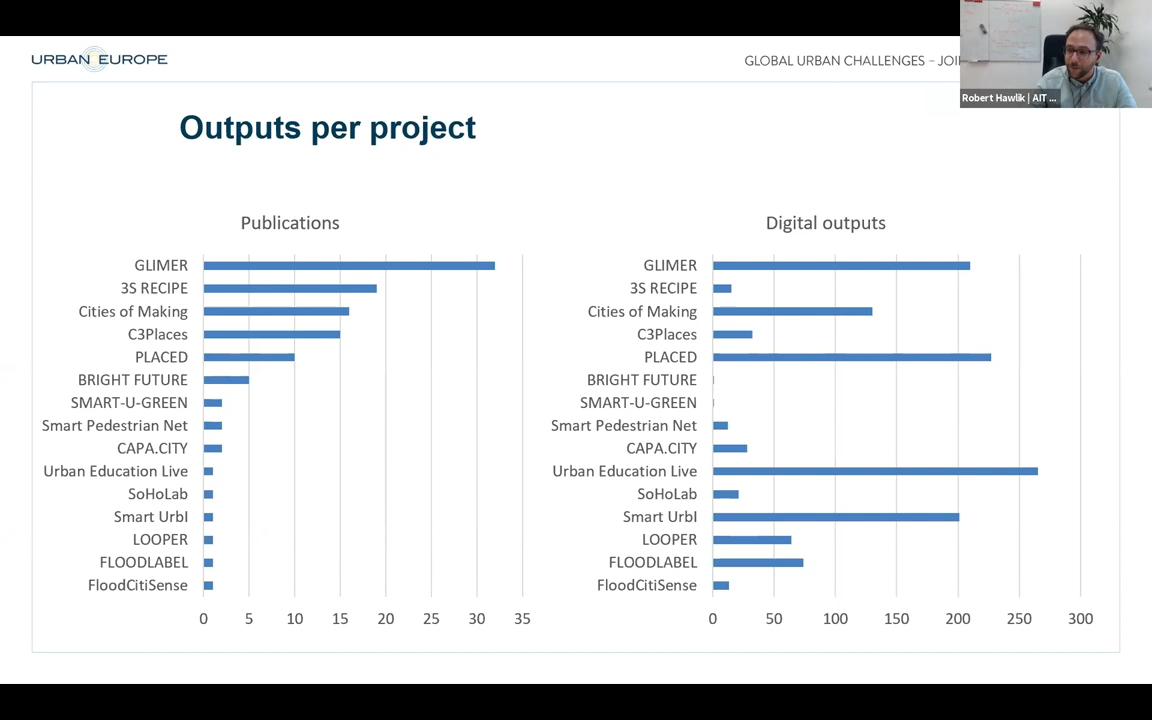 URBAN EUROPE
GLOBAL URBAN CHALLENGES – JOI
Robert Hawlik | AIT ...
Outputs per project
Publications
GLIMER
3S RECIPE
Cities of Making
C3Places
PLACED
BRIGHT FUTURE
SMART-U-GREEN
Smart Pedestrian Net
CAPA.CITY
Urban Education Live
SoHoLab
Smart UrbI
LOOPER
FLOODLABEL
FloodCitiSense
0 5 10 15 20 25 30 35
Digital outputs
GLIMER
3S RECIPE
Cities of Making
C3Places
PLACED
BRIGHT FUTURE
SMART-U-GREEN
Smart Pedestrian Net
CAPA.CITY
Urban Education Live
SoHoLab
Smart UrbI
LOOPER
FLOODLABEL
FloodCitiSense
0 50 100 150 200 250 300